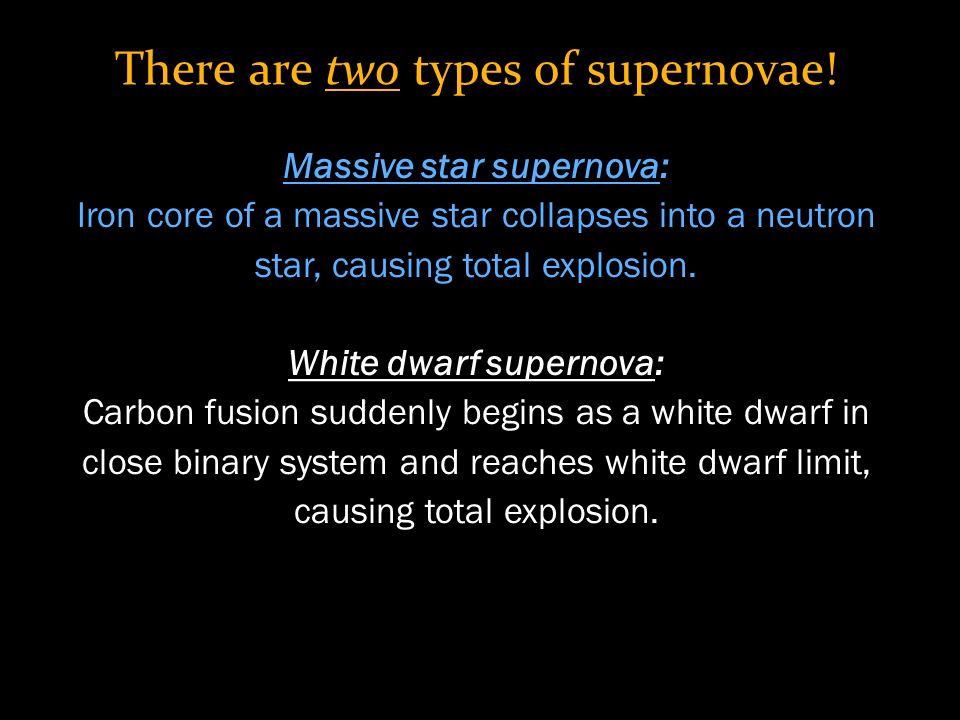 There are two types of supernovae!
Massive star supernova:
Iron core of a massive star collapses into a neutron
star, causing total explosion.
White dwarf supernova:
Carbon fusion suddenly begins as a white dwarf in
close binary system and reaches white dwarf limit,
causing total explosion.